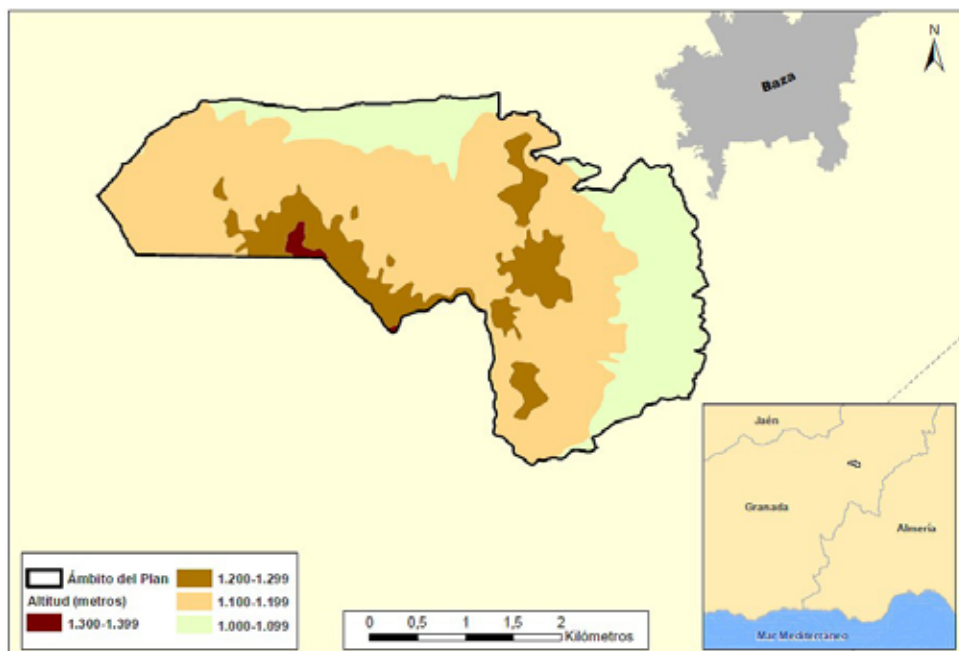 N
Baza
Jaén
Granada
Almería
Mar Mediterraneo
Ámbito del Plan
Altitud (metros)
1.300-1.399
1.200-1.299
1.100-1.199
1.000-1.099
0 0,5 1 1,5 2
Kilómetros